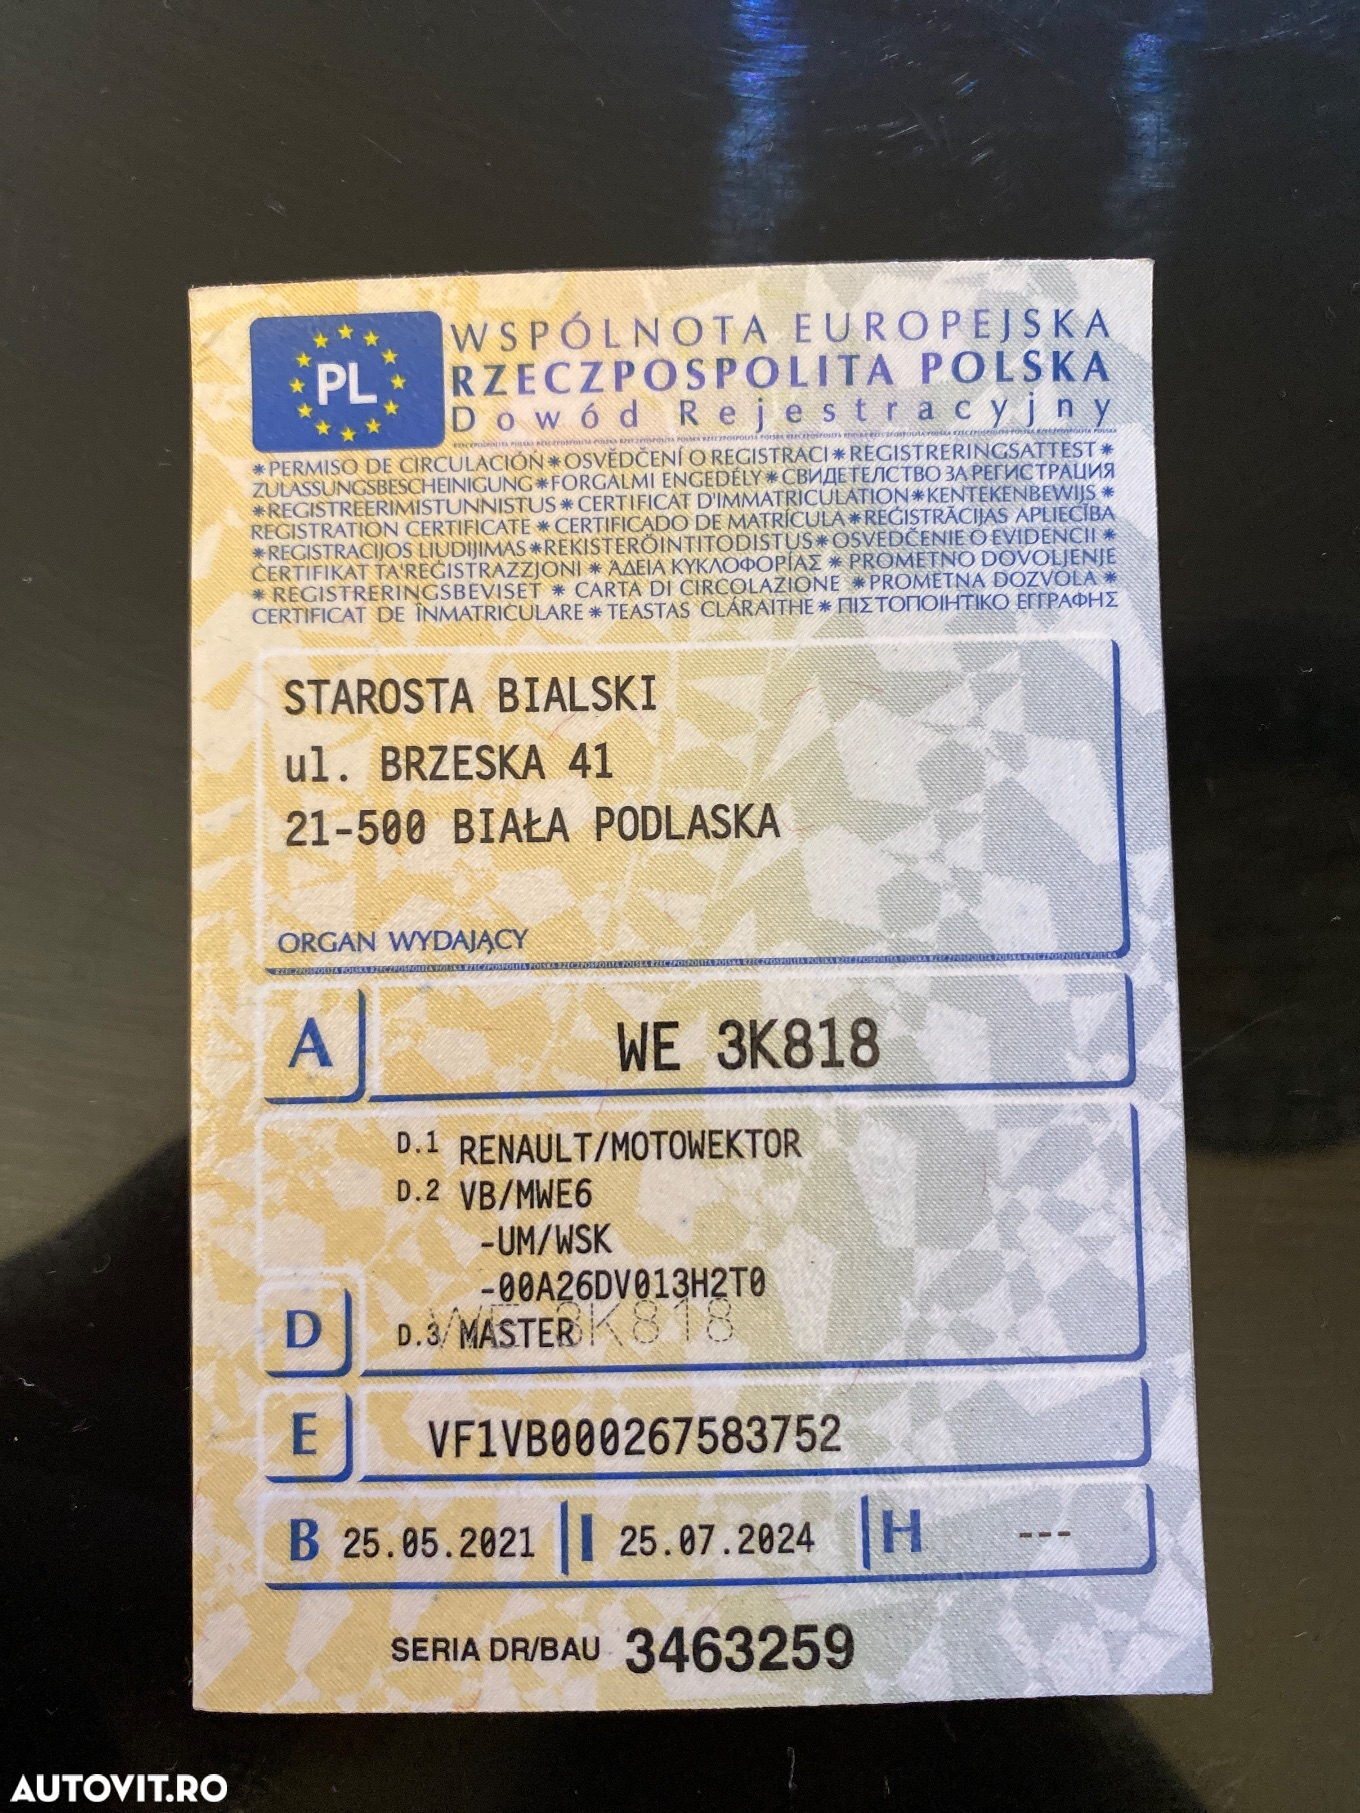 PL
WSPÓLNOTA EUROPEJSKA
RZECZPOSPOLITA POLSKA
Dowód Rejestracyjny
*PERMISO DE CIRCULACIÓN*OSVĚDČENÍ O REGISTRACI*REGISTRERINGSATTEST*
ZULASSUNGSBESCHEINIGUNG*FORGALMI ENGEDÉLY*СВИДЕТЕЛСТВО ЗА РЕГИСТРАЦИЯ
*REGISTREERIMISTUNNISTUS*CERTIFICAT D'IMMATRICULATION*KENTEKENBEWIJS*
REGISTRATION CERTIFICATE*CERTIFICADO DE MATRÍCULA*REĢISTRĀCIJAS APLIECĪBA
*REGISTRACIJOS LIUDIJIMAS*REKISTERÖINTITODISTUS*OSVEDČENIE O EVIDENCII*
ĊERTIFIKAT TA'REĠISTRAZZJONI*ΆΔΕΙΑ ΚΥΚΛΟΦΟΡΊΑΣ*PROMETNO DOVOLJENJE
*REGISTRERINGSBEVISET*CARTA DI CIRCOLAZIONE*PROMETNA DOZVOLA*
CERTIFICAT DE ÎNMATRICULARE*TEASTAS CLÁRAITHE*ΠΙΣΤΟΠΟΙΗΤΙΚΟ ΕΓΓΡΑΦΗΣ
STAROSTA BIALSKI
ul. BRZESKA 41
21-500 BIAŁA PODLASKA
ORGAN WYDAJĄCY
A WE 3K818
D.1 RENAULT/MOTOWEKTOR
D.2 VB/MWE6
-UM/WSK
-00A26DV013H2T0
WE 3K818
D D.3 MASTER
E VF1VB000267583752
B 25.05.2021 I 25.07.2024 H ---
SERIA DR/BAU 3463259
AUTOVIT.RO